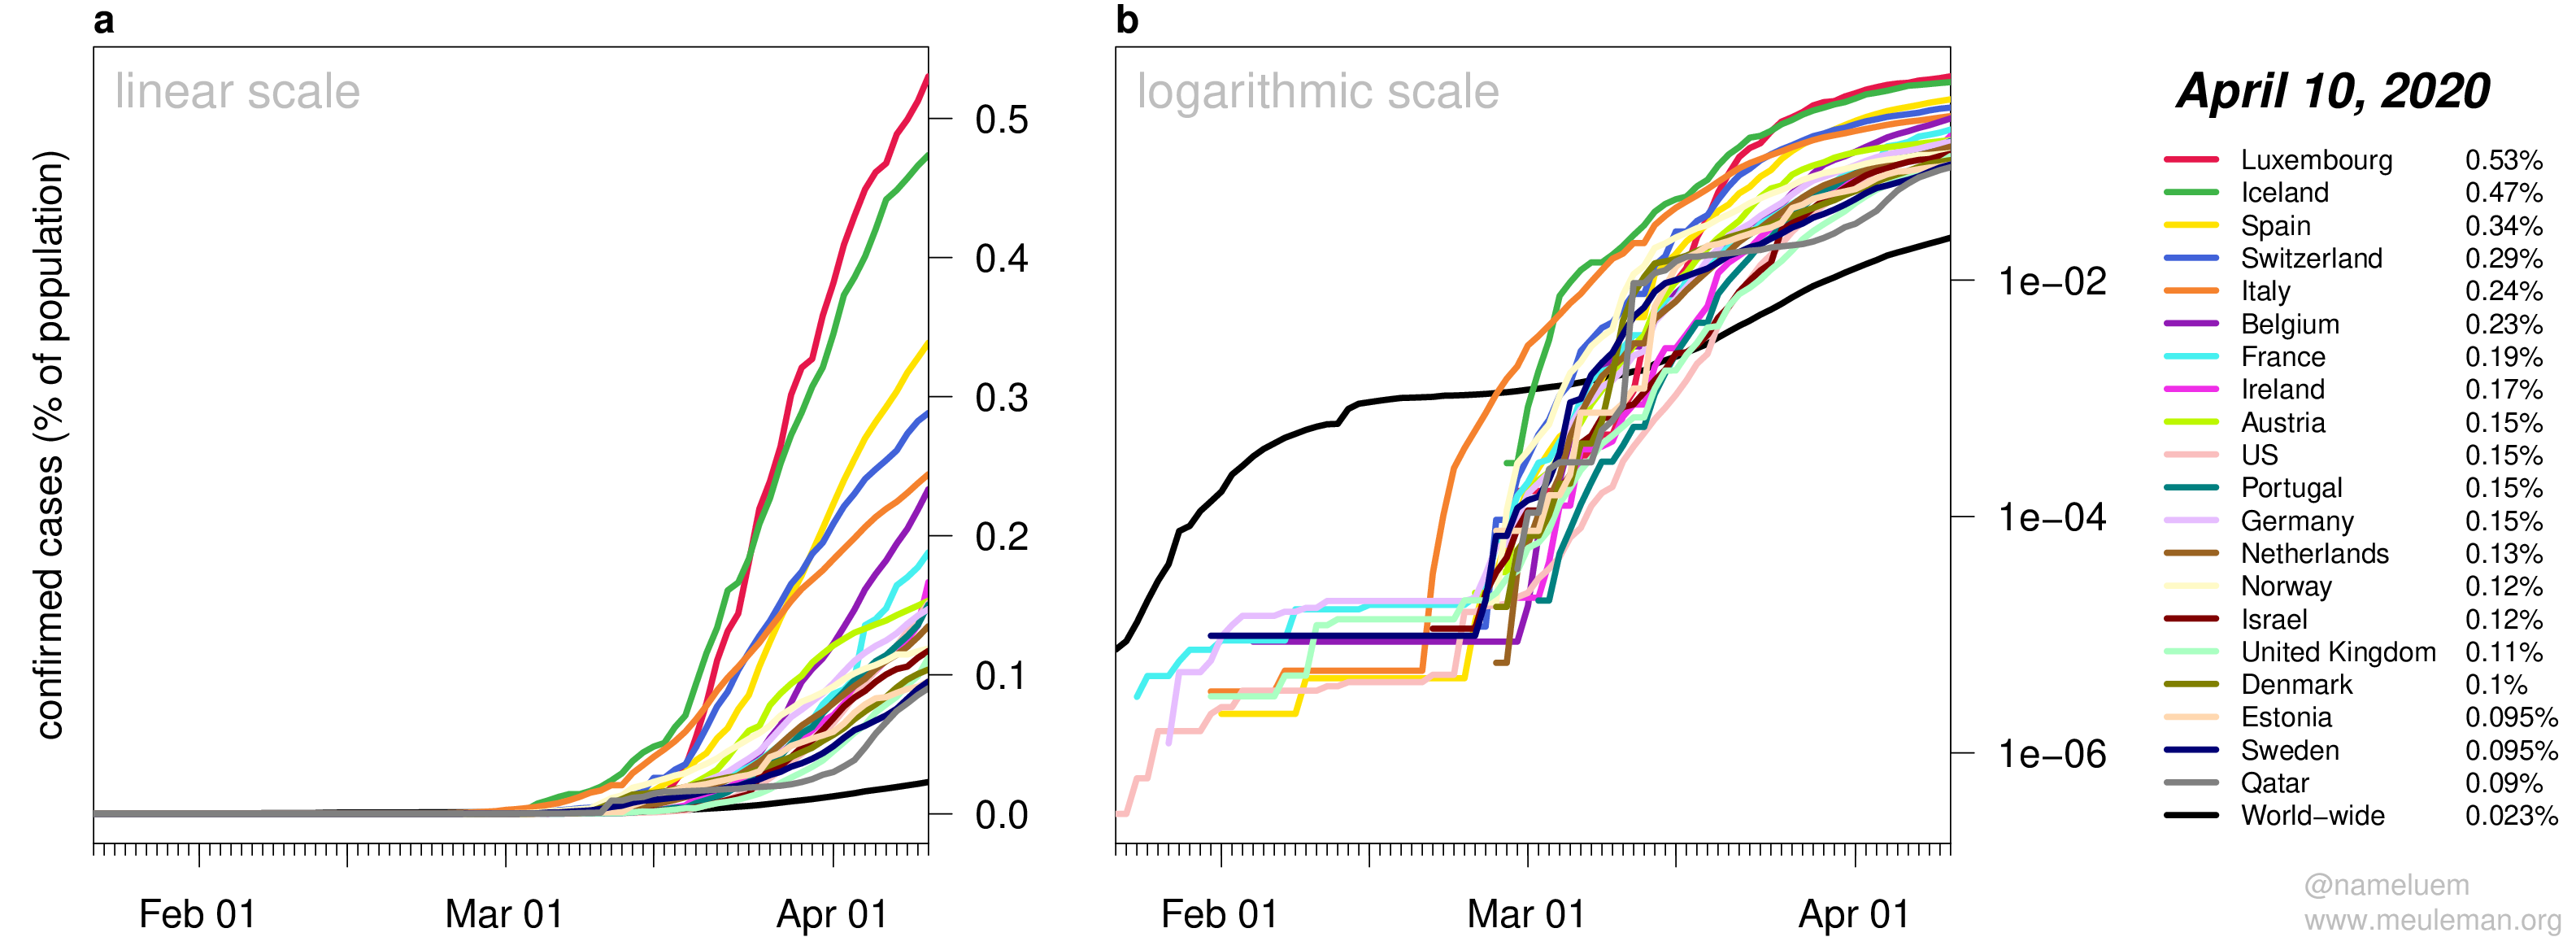 a
linear scale
confirmed cases (% of population)
0.5
0.4
0.3
0.2
0.1
0.0
Feb 01 Mar 01 Apr 01
b
logarithmic scale
1e−02
1e−04
1e−06
Feb 01 Mar 01 Apr 01
April 10, 2020
Luxembourg 0.53%
Iceland 0.47%
Spain 0.34%
Switzerland 0.29%
Italy 0.24%
Belgium 0.23%
France 0.19%
Ireland 0.17%
Austria 0.15%
US 0.15%
Portugal 0.15%
Germany 0.15%
Netherlands 0.13%
Norway 0.12%
Israel 0.12%
United Kingdom 0.11%
Denmark 0.1%
Estonia 0.095%
Sweden 0.095%
Qatar 0.09%
World−wide 0.023%
@nameluem
www.meuleman.org